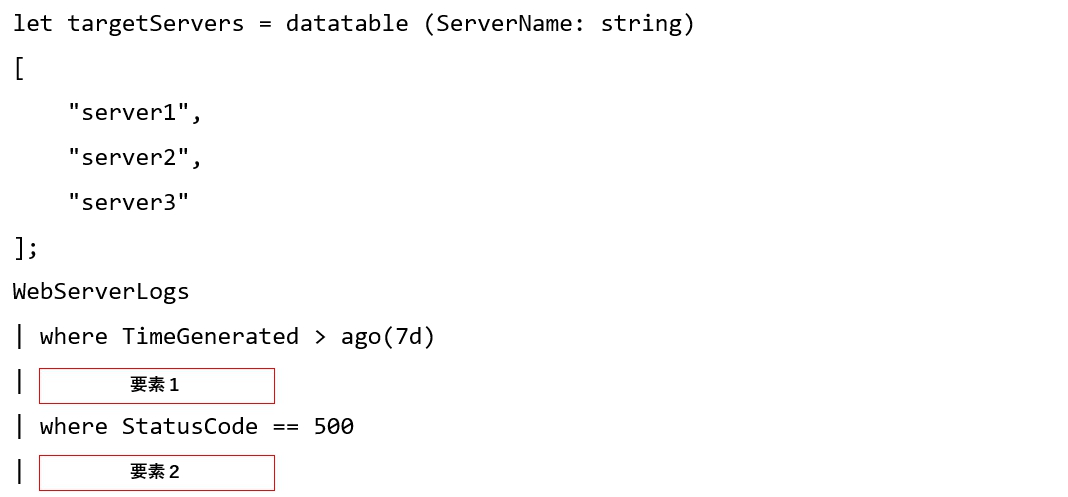 let targetServers = datatable (ServerName: string)
[
    "server1",
    "server2",
    "server3"
];
WebServerLogs
| where TimeGenerated > ago(7d)
| 要素1
| where StatusCode == 500
| 要素2